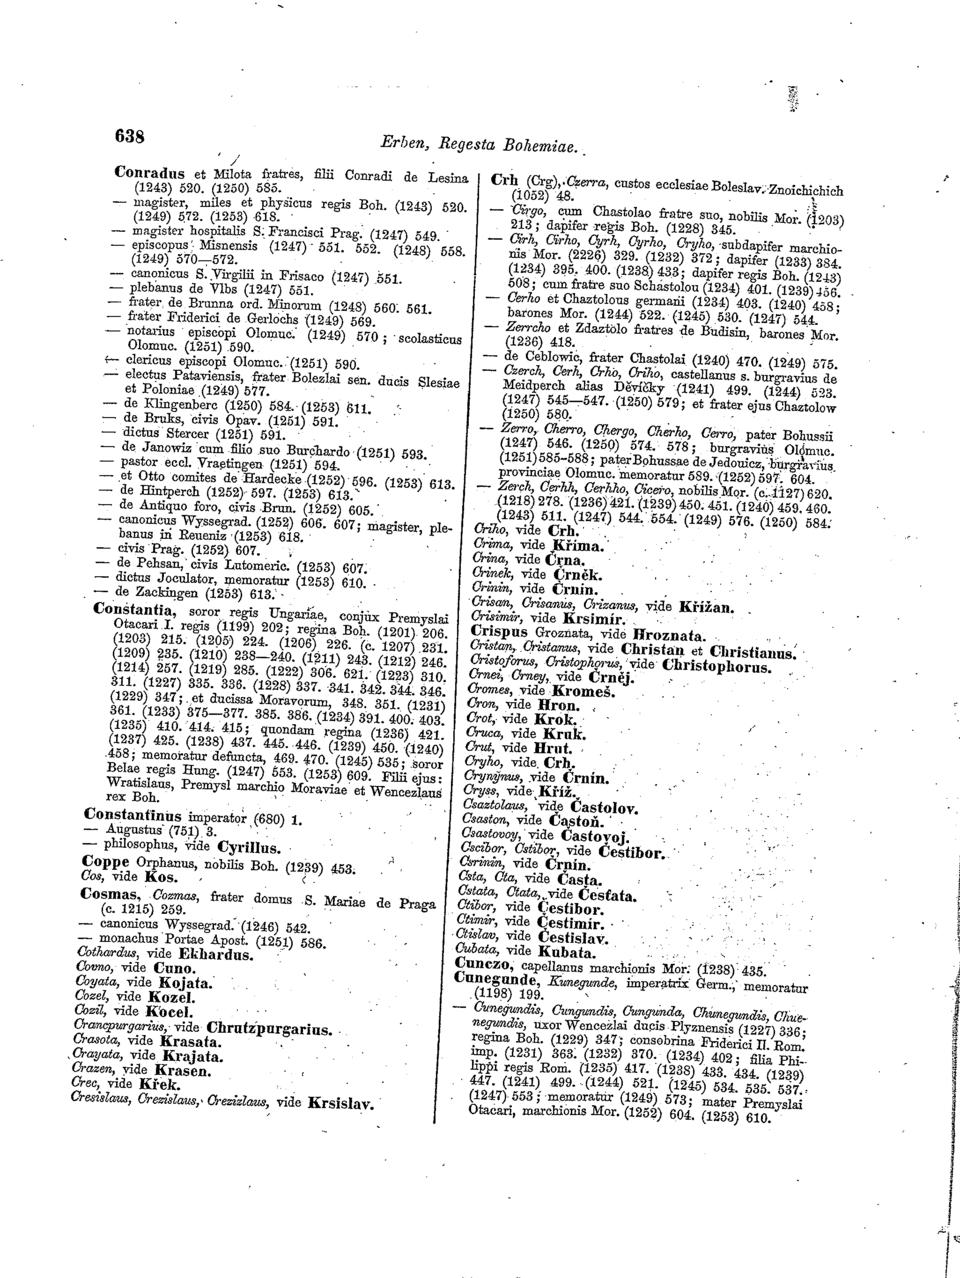 638
Erben, Regesta Bohemiae.
Conradus et Milota fratres, filii Conradi de Lesina
(1243) 520. (1250) 585.
— magister, miles et physicus regis Boh. (1243) 520.
(1249) 572. (1253) 618.
— magister hospitalis S. Francisci Prag. (1247) 549.
— episcopus Misnensis (1247) 551. 552. (1248) 558.
(1249) 570—572.
— canonicus S. Virgilii in Frisaco (1247) 551.
— plebanus de Vlbs (1247) 551.
— frater de Brunna ord. Minorum (1248) 560. 561.
— frater Friderici de Gerlochs (1249) 569.
— notarius episcopi Olomuc. (1249) 570; scolasticus
Olomuc. (1251) 590.
— clericus episcopi Olomuc. (1251) 590.
— electus Pataviensis, frater Bolezlai sen. ducis Slesiae
et Poloniae (1249) 577.
— de Klingenberc (1250) 584. (1253) 611.
— de Bruks, civis Opav. (1251) 591.
— dictus Stercer (1251) 591.
— de Janowiz cum filio suo Burchardo (1251) 593.
— pastor eccl. Vraetingen (1251) 594.
— et Otto comites de Hardecke (1252) 596. (1253) 613.
— de Hintperch (1252) 597. (1253) 613.
— de Antiquo foro, civis Brun. (1252) 605.
— canonicus Wyssegrad. (1252) 606. 607; magister, ple-
banus in Reueniz (1253) 618.
— civis Prag. (1252) 607.
— de Pehsan, civis Lutomeric. (1253) 607.
— dictus Joculator, memoratur (1253) 610.
— de Zackingen (1253) 613.
Constantia, soror regis Ungariae, conjux Premyslai
Otacari I. regis (1199) 202; regina Boh. (1201) 206.
(1203) 215. (1205) 224. (1206) 226. (c. 1207) 231.
(1209) 235. (1210) 238—240. (1211) 243. (1212) 246.
(1214) 257. (1219) 285. (1222) 306. 621. (1223) 310.
311. (1227) 335. 336. (1228) 337. 341. 342. 344. 346.
(1229) 347; et ducissa Moravorum, 348. 351. (1231)
361. (1233) 375—377. 385. 386. (1234) 391. 400. 403.
(1235) 410. 414. 415; quondam regina (1236) 421.
(1237) 425. (1238) 437. 445. 446. (1239) 450. (1240)
458; memoratur defuncta, 469. 470. (1245) 535; soror
Belae regis Hung. (1247) 553. (1253) 609. Filii ejus:
Wratislaus, Premysl marchio Moraviae et Wencezlaus
rex Boh.
Constantinus imperator (680) 1.
— Augustus (751) 3.
— philosophus, vide Cyrillus.
Coppe Orphanus, nobilis Boh. (1239) 453.
Cos, vide Kos.
Cosmas, Cozmas, frater domus S. Mariae de Praga
(c. 1215) 259.
— canonicus Wyssegrad. (1246) 542.
— monachus Portae Apost. (1251) 586.
Cothardus, vide Ekhardus.
Covno, vide Cuno.
Coyata, vide Kojata.
Cozel, vide Kozel.
Cozil, vide Kocel.
Crancpurgarius, vide Chrutzpurgarius.
Crasota, vide Krasata.
Crayata, vide Krajata.
Crazen, vide Krasen.
Crec, vide Křek.
Cresislaus, Crezislaus, Crezizlaus, vide Krsislav.
Crh (Crg), Czerra, custos ecclesiae Boleslav. Znoichichich
(1052) 48.
— Cirgo, cum Chastolao fratre suo, nobilis Mor. (1203)
213; dapifer regis Boh. (1228) 345.
— Cirh, Cirho, Cyrh, Cyrho, Cryho, subdapifer marchio-
nis Mor. (2226) 329. (1232) 372; dapifer (1233) 384.
(1234) 395. 400. (1238) 433; dapifer regis Boh. (1243)
508; cum fratre suo Schastolou (1234) 401. (1239) 456.
— Cerho et Chaztolous germani (1234) 403. (1240) 458;
barones Mor. (1244) 522. (1245) 530. (1247) 544.
— Zerrcho et Zdaztolo fratres de Budisin, barones Mor.
(1236) 418.
— de Ceblowic, frater Chastolai (1240) 470. (1249) 575.
— Czerch, Cerh, Crho, Criho, castellanus s. burgravius de
Meidperch alias Děvičky (1241) 499. (1244) 523.
(1247) 545—547. (1250) 579; et frater ejus Chaztolow
(1250) 580.
— Zerro, Cherro, Chergo, Cherho, Cerro, pater Bohussii
(1247) 546. (1250) 574. 578; burgravius Olomuc.
(1251) 585-588; pater Bohussae de Jedouicz, burgravius
provinciae Olomuc. memoratur 589. (1252) 597. 604.
— Zerch, Cerhh, Cerhho, Cicero, nobilis Mor. (c. 1127) 620.
(1218) 278. (1236) 421. (1239) 450. 451. (1240) 459. 460.
(1243) 511. (1247) 544. 554. (1249) 576. (1250) 584.
Criho, vide Crh.
Crima, vide Kříma.
Crina, vide Črna.
Crinek, vide Črněk.
Crinin, vide Črnin.
Crisan, Crisanus, Crizanus, vide Křižan.
Crisimir, vide Krsimír.
Crispus Groznata, vide Hroznata.
Cristan, Cristanus, vide Christan et Christianus.
Cristoforus, Cristophorus, vide Christophorus.
Crnei, Crney, vide Črněj.
Cromes, vide Kromeš.
Cron, vide Hron.
Crot, vide Krok.
Cruca, vide Kruk.
Crut, vide Hrut.
Cryho, vide Crh.
Crynynus, vide Črnín.
Cryss, vide Kříž.
Csaztolaus, vide Častolov.
Csaston, vide Častoň.
Csastovoy, vide Častovoj.
Cscibor, Cstibor, vide Čestibor.
Csrinin, vide Črnín.
Csta, Cta, vide Časta.
Cstata, Ctata, vide Česťata.
Ctibor, vide Čestibor.
Ctimir, vide Čestimír.
Ctislav, vide Čestislav.
Cubata, vide Kubata.
Cunczo, capellanus marchionis Mor. (1238) 435.
Cunegunde, Kunegunde, imperatrix Germ., memoratur
(1198) 199.
— Cunegundis, Cungundis, Cungunda, Chunegundis, Chue-
negundis, uxor Wencezlai ducis Plyznensis (1227) 336;
regina Boh. (1229) 347; consobrina Friderici II. Rom.
imp. (1231) 363. (1232) 370. (1234) 402; filia Phi-
lippi regis Rom. (1235) 417. (1238) 433. 434. (1239)
447. (1241) 499. (1244) 521. (1245) 534. 535. 537.
(1247) 553; memoratur (1249) 573; mater Premyslai
Otacari, marchionis Mor. (1252) 604. (1253) 610.